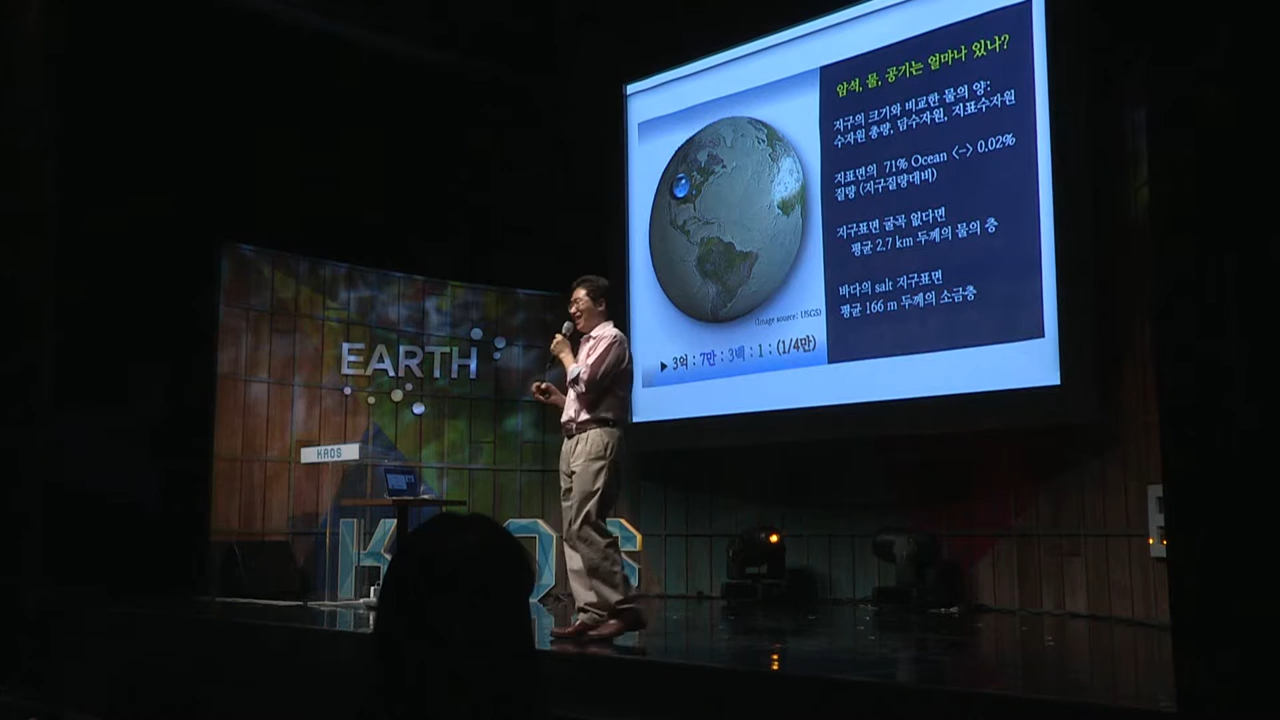 암석, 물, 공기는 얼마나 있나?
지구의 크기와 비교한 물의 양:
수자원 총량, 담수자원, 지표수자원
지표면의 71% Ocean <-> 0.02%
질량 (지구질량대비)
지구표면 굴곡 없다면
평균 2.7 km 두께의 물의 층
바다의 salt 지구표면
평균 166 m 두께의 소금층
(Image source: USGS)
▶ 3억 : 7만 : 3백 : 1 : (1/4만)
EARTH
KAOS
KAOS